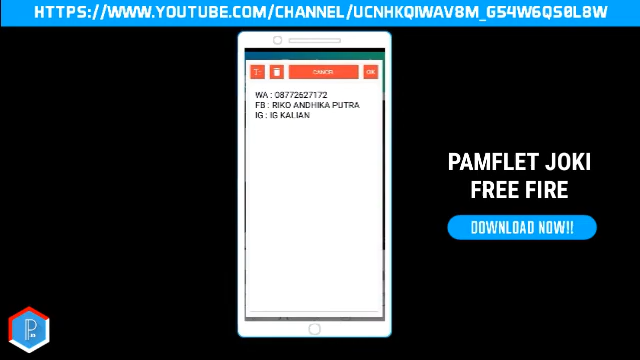 HTTPS://WWW.YOUTUBE.COM/CHANNEL/UCNHKQIWAV8M_G54W6QS0L8W
CANCEL OK
WA : 08772627172
FB : RIKO ANDHIKA PUTRA
IG : IG KALIAN
PAMFLET JOKI
FREE FIRE
DOWNLOAD NOW!!